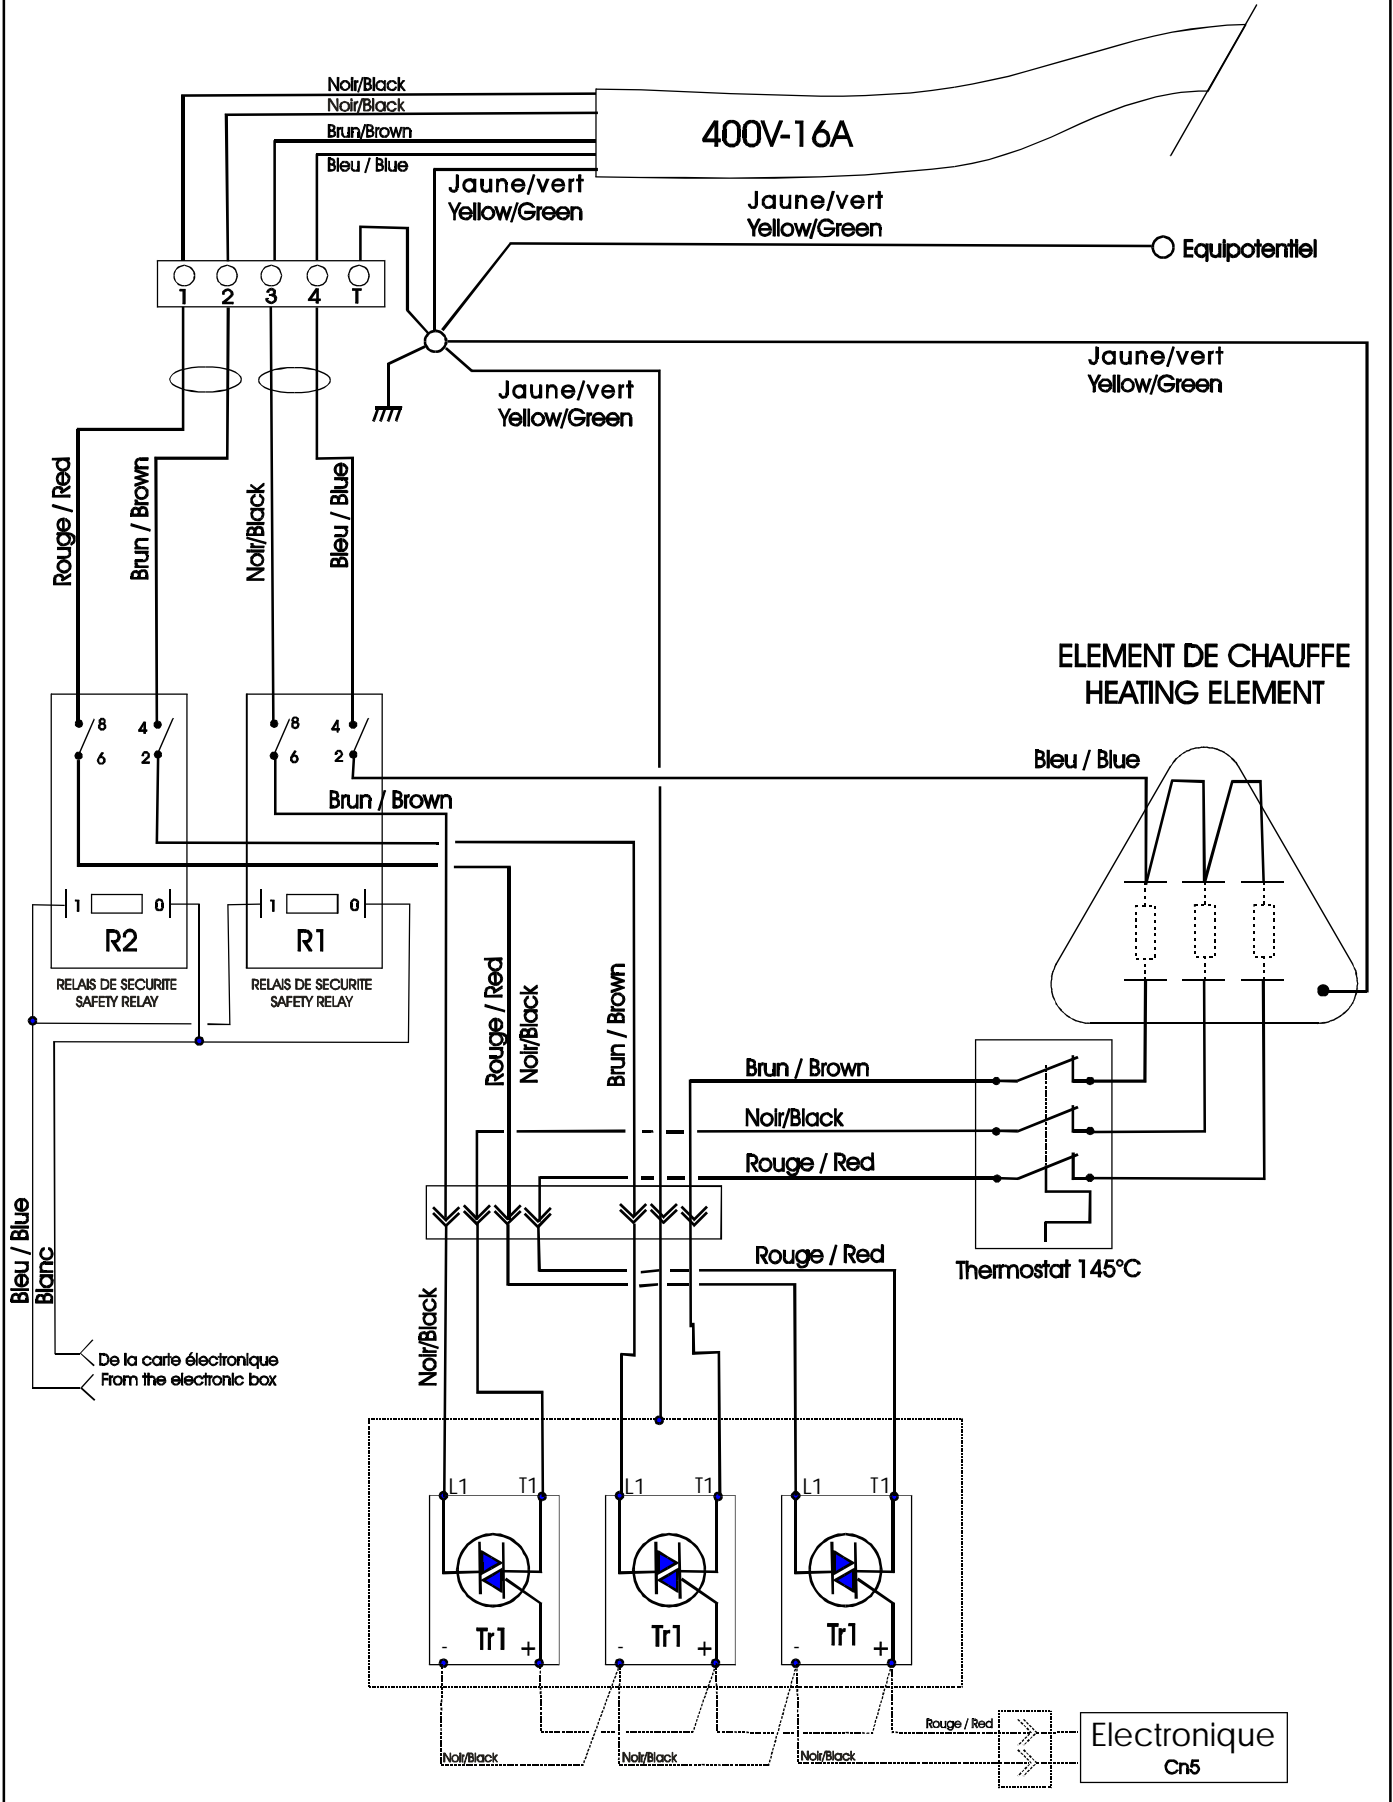 Noir/Black
Noir/Black
Brun/Brown
Bleu / Blue
400V-16A
Jaune/vert
Yellow/Green
Jaune/vert
Yellow/Green
Equipotentiel
1 2 3 4 T
Jaune/vert
Yellow/Green
Jaune/vert
Yellow/Green
Rouge / Red
Brun / Brown
Noir/Black
Bleu / Blue
ELEMENT DE CHAUFFE
HEATING ELEMENT
8 4 8 4
6 2 6 2
Bleu / Blue
Brun / Brown
1 0 1 0
R2 R1
RELAIS DE SECURITE
SAFETY RELAY
RELAIS DE SECURITE
SAFETY RELAY
Rouge / Red
Noir/Black
Brun / Brown
Brun / Brown
Noir/Black
Rouge / Red
Thermostat 145°C
Rouge / Red
Bleu / Blue
Blanc
Noir/Black
De la carte électronique
From the electronic box
L1 T1 L1 T1 L1 T1
Tr1 Tr1 Tr1
- + - + - +
Rouge / Red
Noir/Black
Noir/Black
Noir/Black
Electronique
Cn5